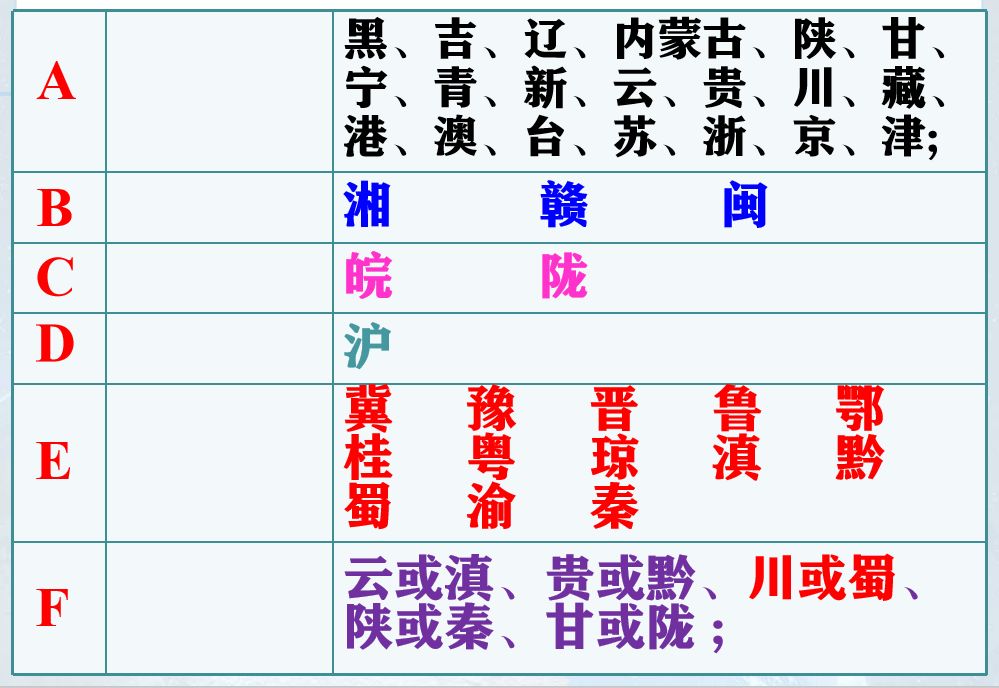 A
黑、吉、辽、内蒙古、陕、甘、
宁、青、新、云、贵、川、藏、
港、澳、台、苏、浙、京、津;
B
湘 赣 闽
C
皖 陇
D
沪
E
冀 豫 晋 鲁 鄂
桂 粤 琼 滇 黔
蜀 渝 秦
F
云或滇、贵或黔、川或蜀、
陕或秦、甘或陇;